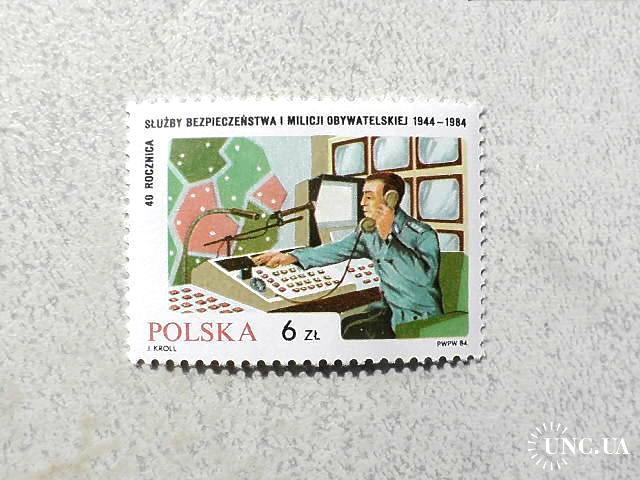 40 ROCZNICA
SŁUŻBY BEZPIECZEŃSTWA I MILICJI OBYWATELSKIEJ 1944-1984
POLSKA 6 ZŁ
J. KROLL
PWPW 84
UNC.UA